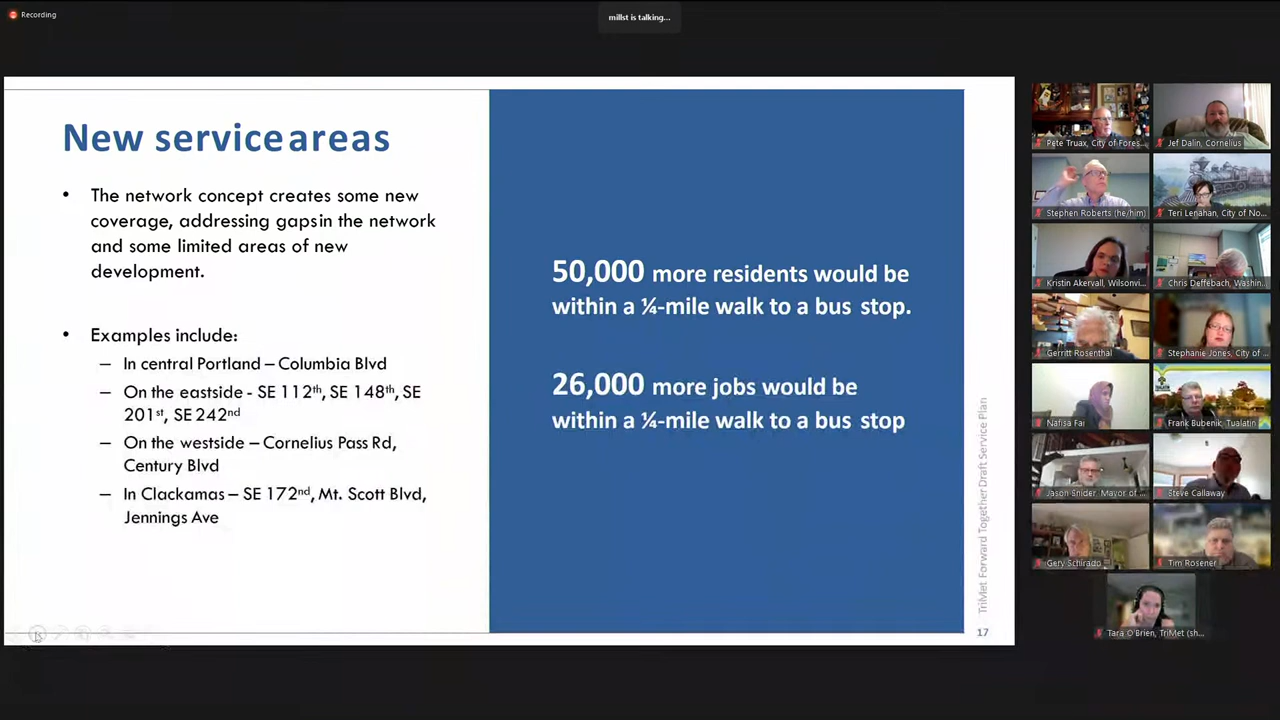 Recording
millst is talking...
New service areas
• The network concept creates some new
coverage, addressing gaps in the network
and some limited areas of new
development.
• Examples include:
– In central Portland – Columbia Blvd
– On the eastside - SE 112th, SE 148th, SE
201st, SE 242nd
– On the westside – Cornelius Pass Rd,
Century Blvd
– In Clackamas – SE 172nd, Mt. Scott Blvd,
Jennings Ave
50,000 more residents would be
within a ¼-mile walk to a bus stop.
26,000 more jobs would be
within a ¼-mile walk to a bus stop
TriMet Forward Together Draft Service Plan
17
Pete Truax, City of Fores...
Jef Dalin, Cornelius
Stephen Roberts (he/him)
Teri Lenahan, City of No...
Kristin Akervall, Wilsonvi...
Chris Deffebach, Washin...
Gerritt Rosenthal
Stephanie Jones, City of ...
Nafisa Fai
Frank Bubenik, Tualatin
Jason Snider, Mayor of ...
Steve Callaway
Gery Schirado
Tim Rosener
Tara O'Brien, TriMet (sh...